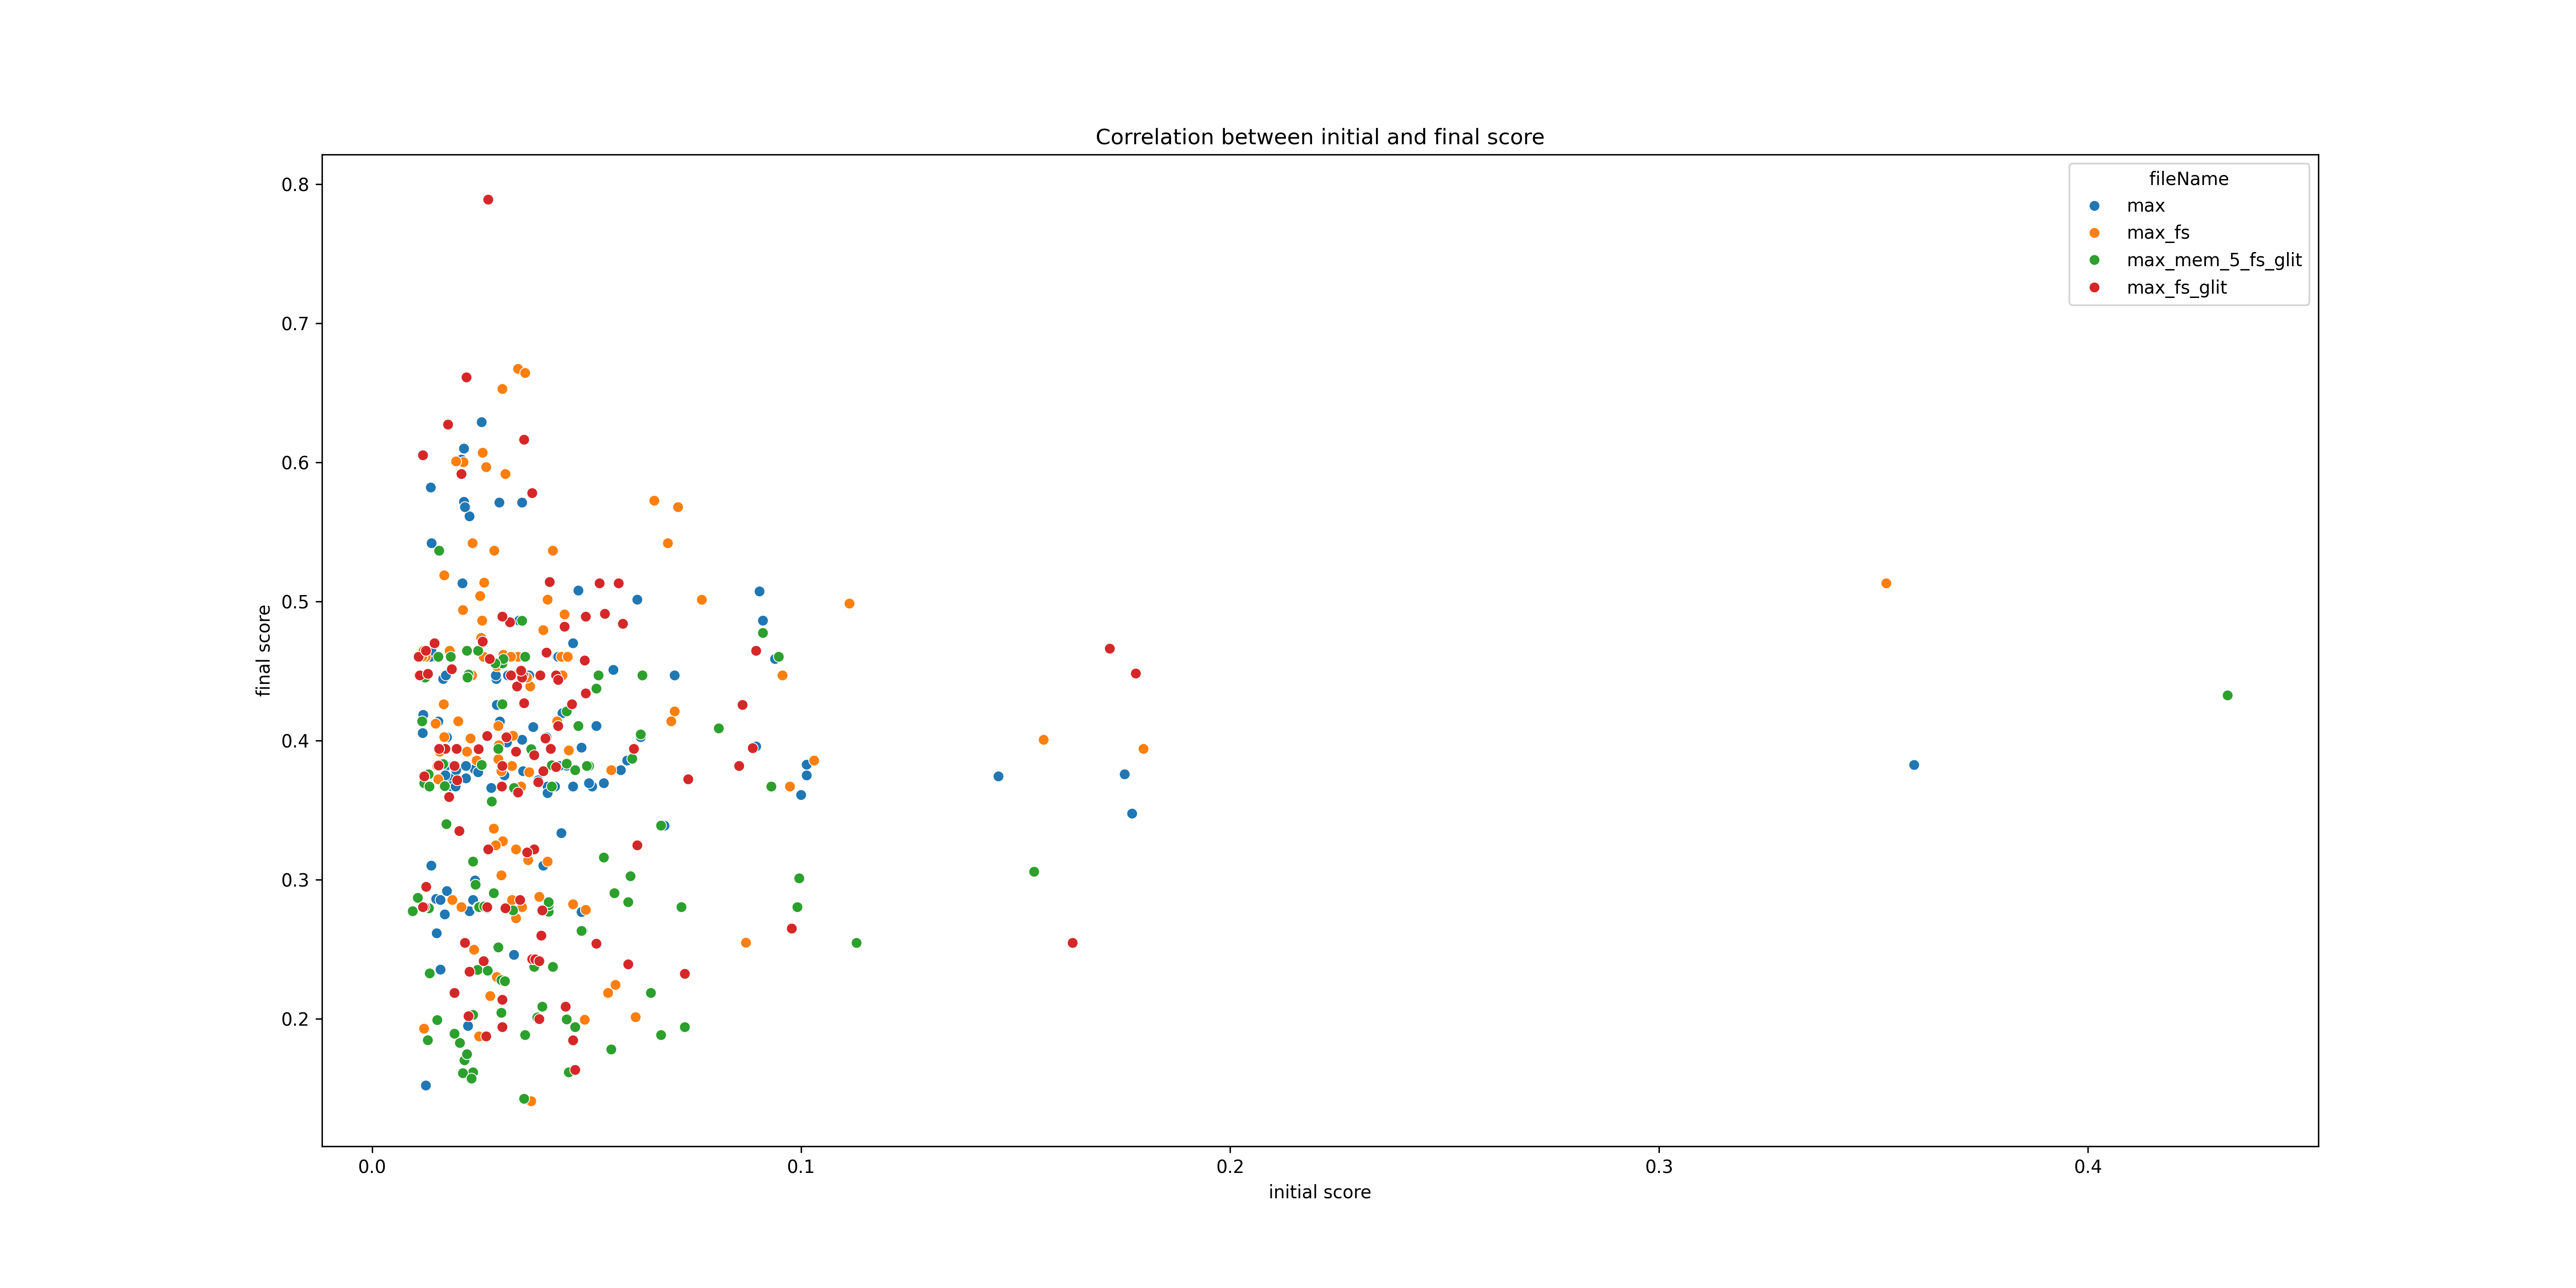 Correlation between initial and final score
fileName
max
max_fs
max_mem_5_fs_glit
max_fs_glit
0.8
0.7
0.6
0.5
0.4
0.3
0.2
final score
0.0 0.1 0.2 0.3 0.4
initial score